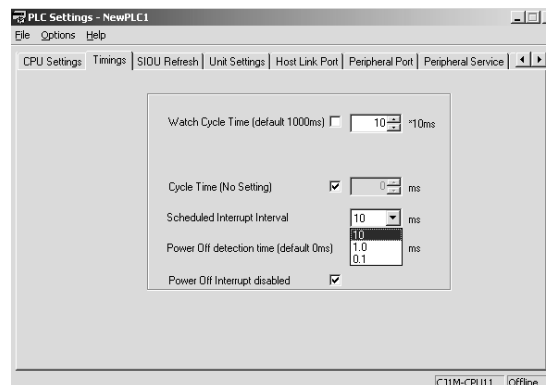 PLC Settings - NewPLC1
File Options Help
CPU Settings Timings SIOU Refresh Unit Settings Host Link Port Peripheral Port Peripheral Service
Watch Cycle Time (default 1000ms) 10 *10ms
Cycle Time (No Setting) 0 ms
Scheduled Interrupt Interval 10 ms
10
Power Off detection time (default 0ms) 1.0 ms
0.1
Power Off Interrupt disabled
CJ1M-CPU11 Offline